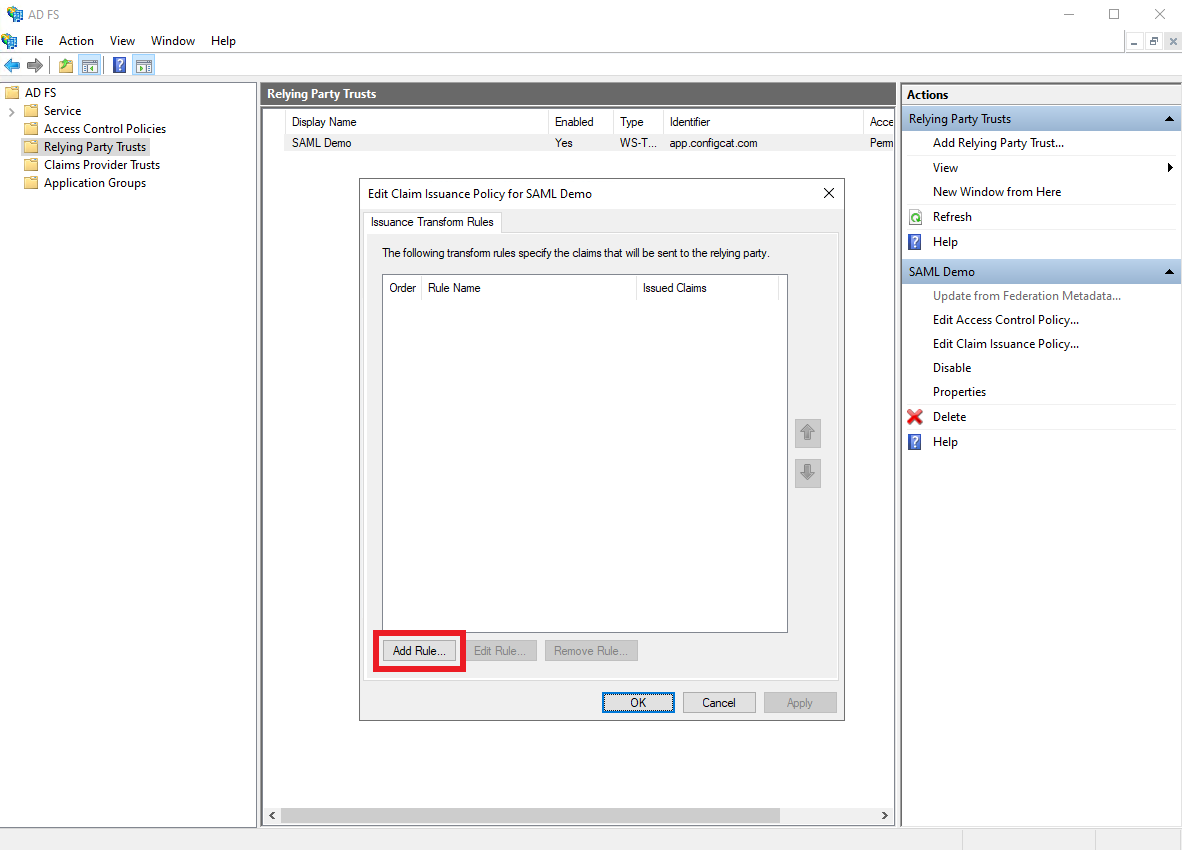 AD FS
File Action View Window Help
AD FS
Service
Access Control Policies
Relying Party Trusts
Claims Provider Trusts
Application Groups
Relying Party Trusts
Display Name Enabled Type Identifier Acce
SAML Demo Yes WS-T... app.configcat.com Perm
Edit Claim Issuance Policy for SAML Demo
Issuance Transform Rules
The following transform rules specify the claims that will be sent to the relying party.
Order Rule Name Issued Claims
Add Rule... Edit Rule... Remove Rule...
OK Cancel Apply
Actions
Relying Party Trusts
Add Relying Party Trust...
View
New Window from Here
Refresh
Help
SAML Demo
Update from Federation Metadata...
Edit Access Control Policy...
Edit Claim Issuance Policy...
Disable
Properties
Delete
Help